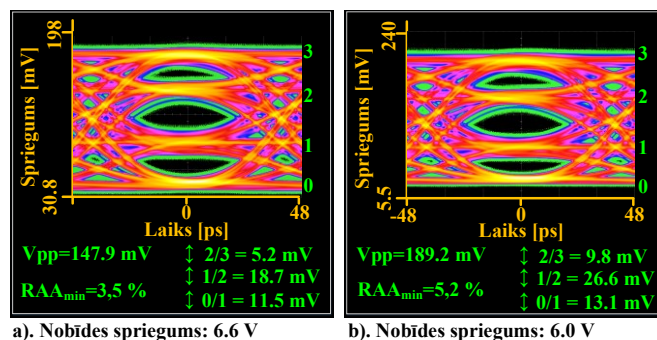 198
Spriegums [mV]
30.8
3
2
1
0
0
48
Laiks [ps]
Vpp=147.9 mV
RAAmin=3,5 %
↕ 2/3 = 5.2 mV
↕ 1/2 = 18.7 mV
↕ 0/1 = 11.5 mV
a). Nobīdes spriegums: 6.6 V
240
Spriegums [mV]
5.5
3
2
1
0
-48
0
48
Laiks [ps]
Vpp=189.2 mV
RAAmin=5,2 %
↕ 2/3 = 9.8 mV
↕ 1/2 = 26.6 mV
↕ 0/1 = 13.1 mV
b). Nobīdes spriegums: 6.0 V